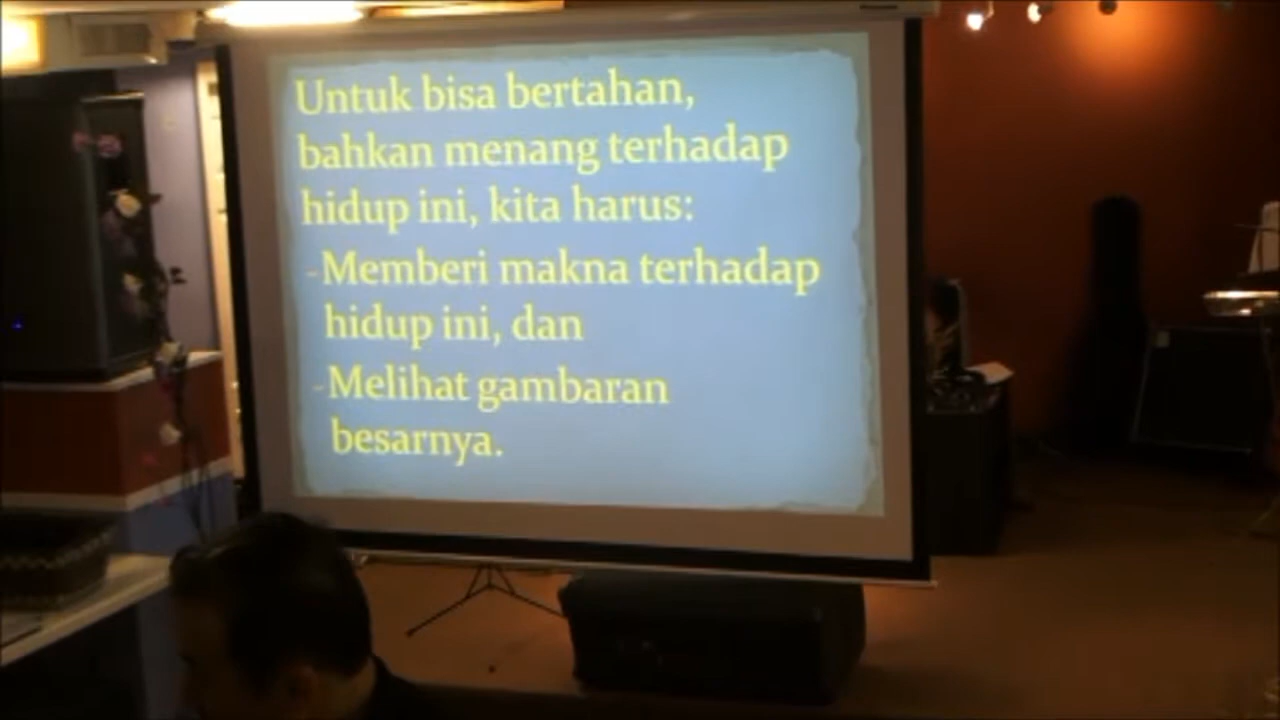 Untuk bisa bertahan,
bahkan menang terhadap
hidup ini, kita harus:
-Memberi makna terhadap
hidup ini, dan
-Melihat gambaran
besarnya.